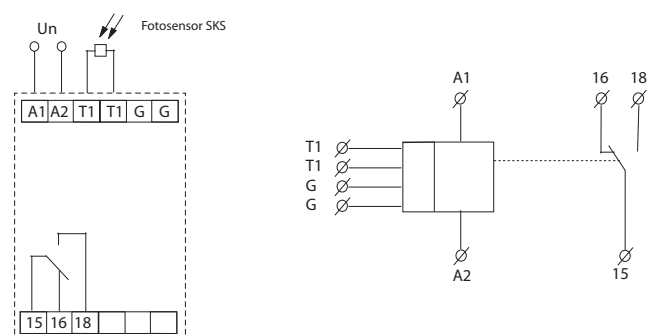 Un
Fotosensor SKS
A1 A2 T1 T1 G G
15 16 18
A1
16 18
T1
T1
G
G
A2
15